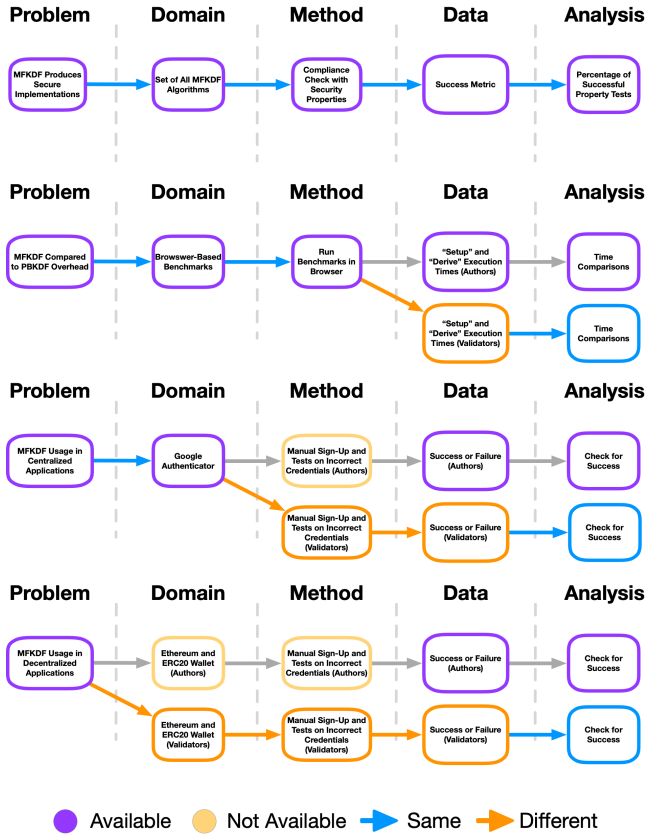 Problem Domain Method Data Analysis
MFKDF Produces
Secure
Implementations
Set of All MFKDF
Algorithms
Compliance
Check with
Security
Properties
Success Metric
Percentage of
Successful
Property Tests
Problem Domain Method Data Analysis
MFKDF Compared
to PBKDF Overhead
Browswer-Based
Benchmarks
Run
Benchmarks in
Browser
“Setup” and
“Derive” Execution
Times (Authors)
Time
Comparisons
“Setup” and
“Derive” Execution
Times (Validators)
Time
Comparisons
Problem Domain Method Data Analysis
MFKDF Usage in
Centralized
Applications
Google
Authenticator
Manual Sign-Up and
Tests on Incorrect
Credentials (Authors)
Success or Failure
(Authors)
Check for
Success
Manual Sign-Up and
Tests on Incorrect
Credentials
(Validators)
Success or Failure
(Validators)
Check for
Success
Problem Domain Method Data Analysis
MFKDF Usage in
Decentralized
Applications
Ethereum and
ERC20 Wallet
(Authors)
Manual Sign-Up and
Tests on Incorrect
Credentials (Authors)
Success or Failure
(Authors)
Check for
Success
Ethereum and
ERC20 Wallet
(Validators)
Manual Sign-Up and
Tests on Incorrect
Credentials
(Validators)
Success or Failure
(Validators)
Check for
Success
Available Not Available Same Different